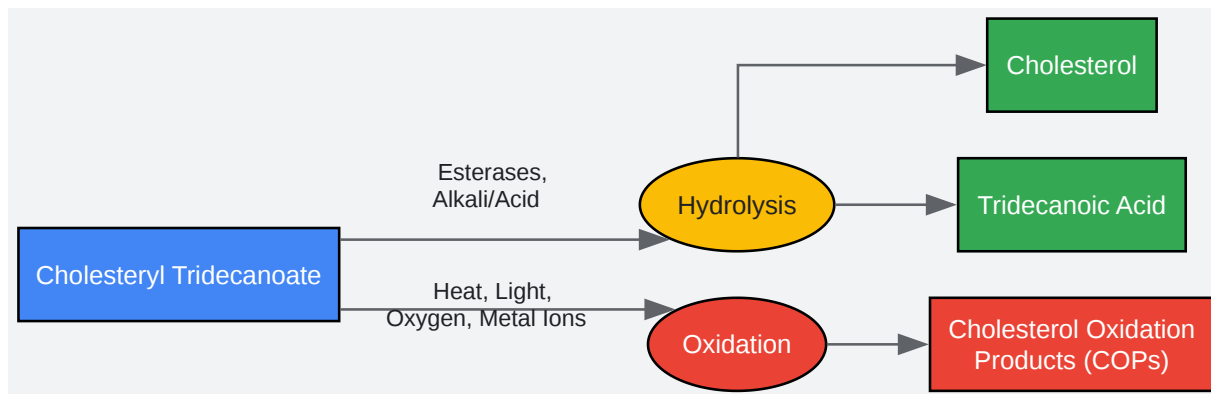 Cholesterol
Esterases,
Alkali/Acid
Hydrolysis
Tridecanoic Acid
Cholesteryl Tridecanoate
Heat, Light,
Oxygen, Metal Ions
Oxidation
Cholesterol Oxidation
Products (COPs)